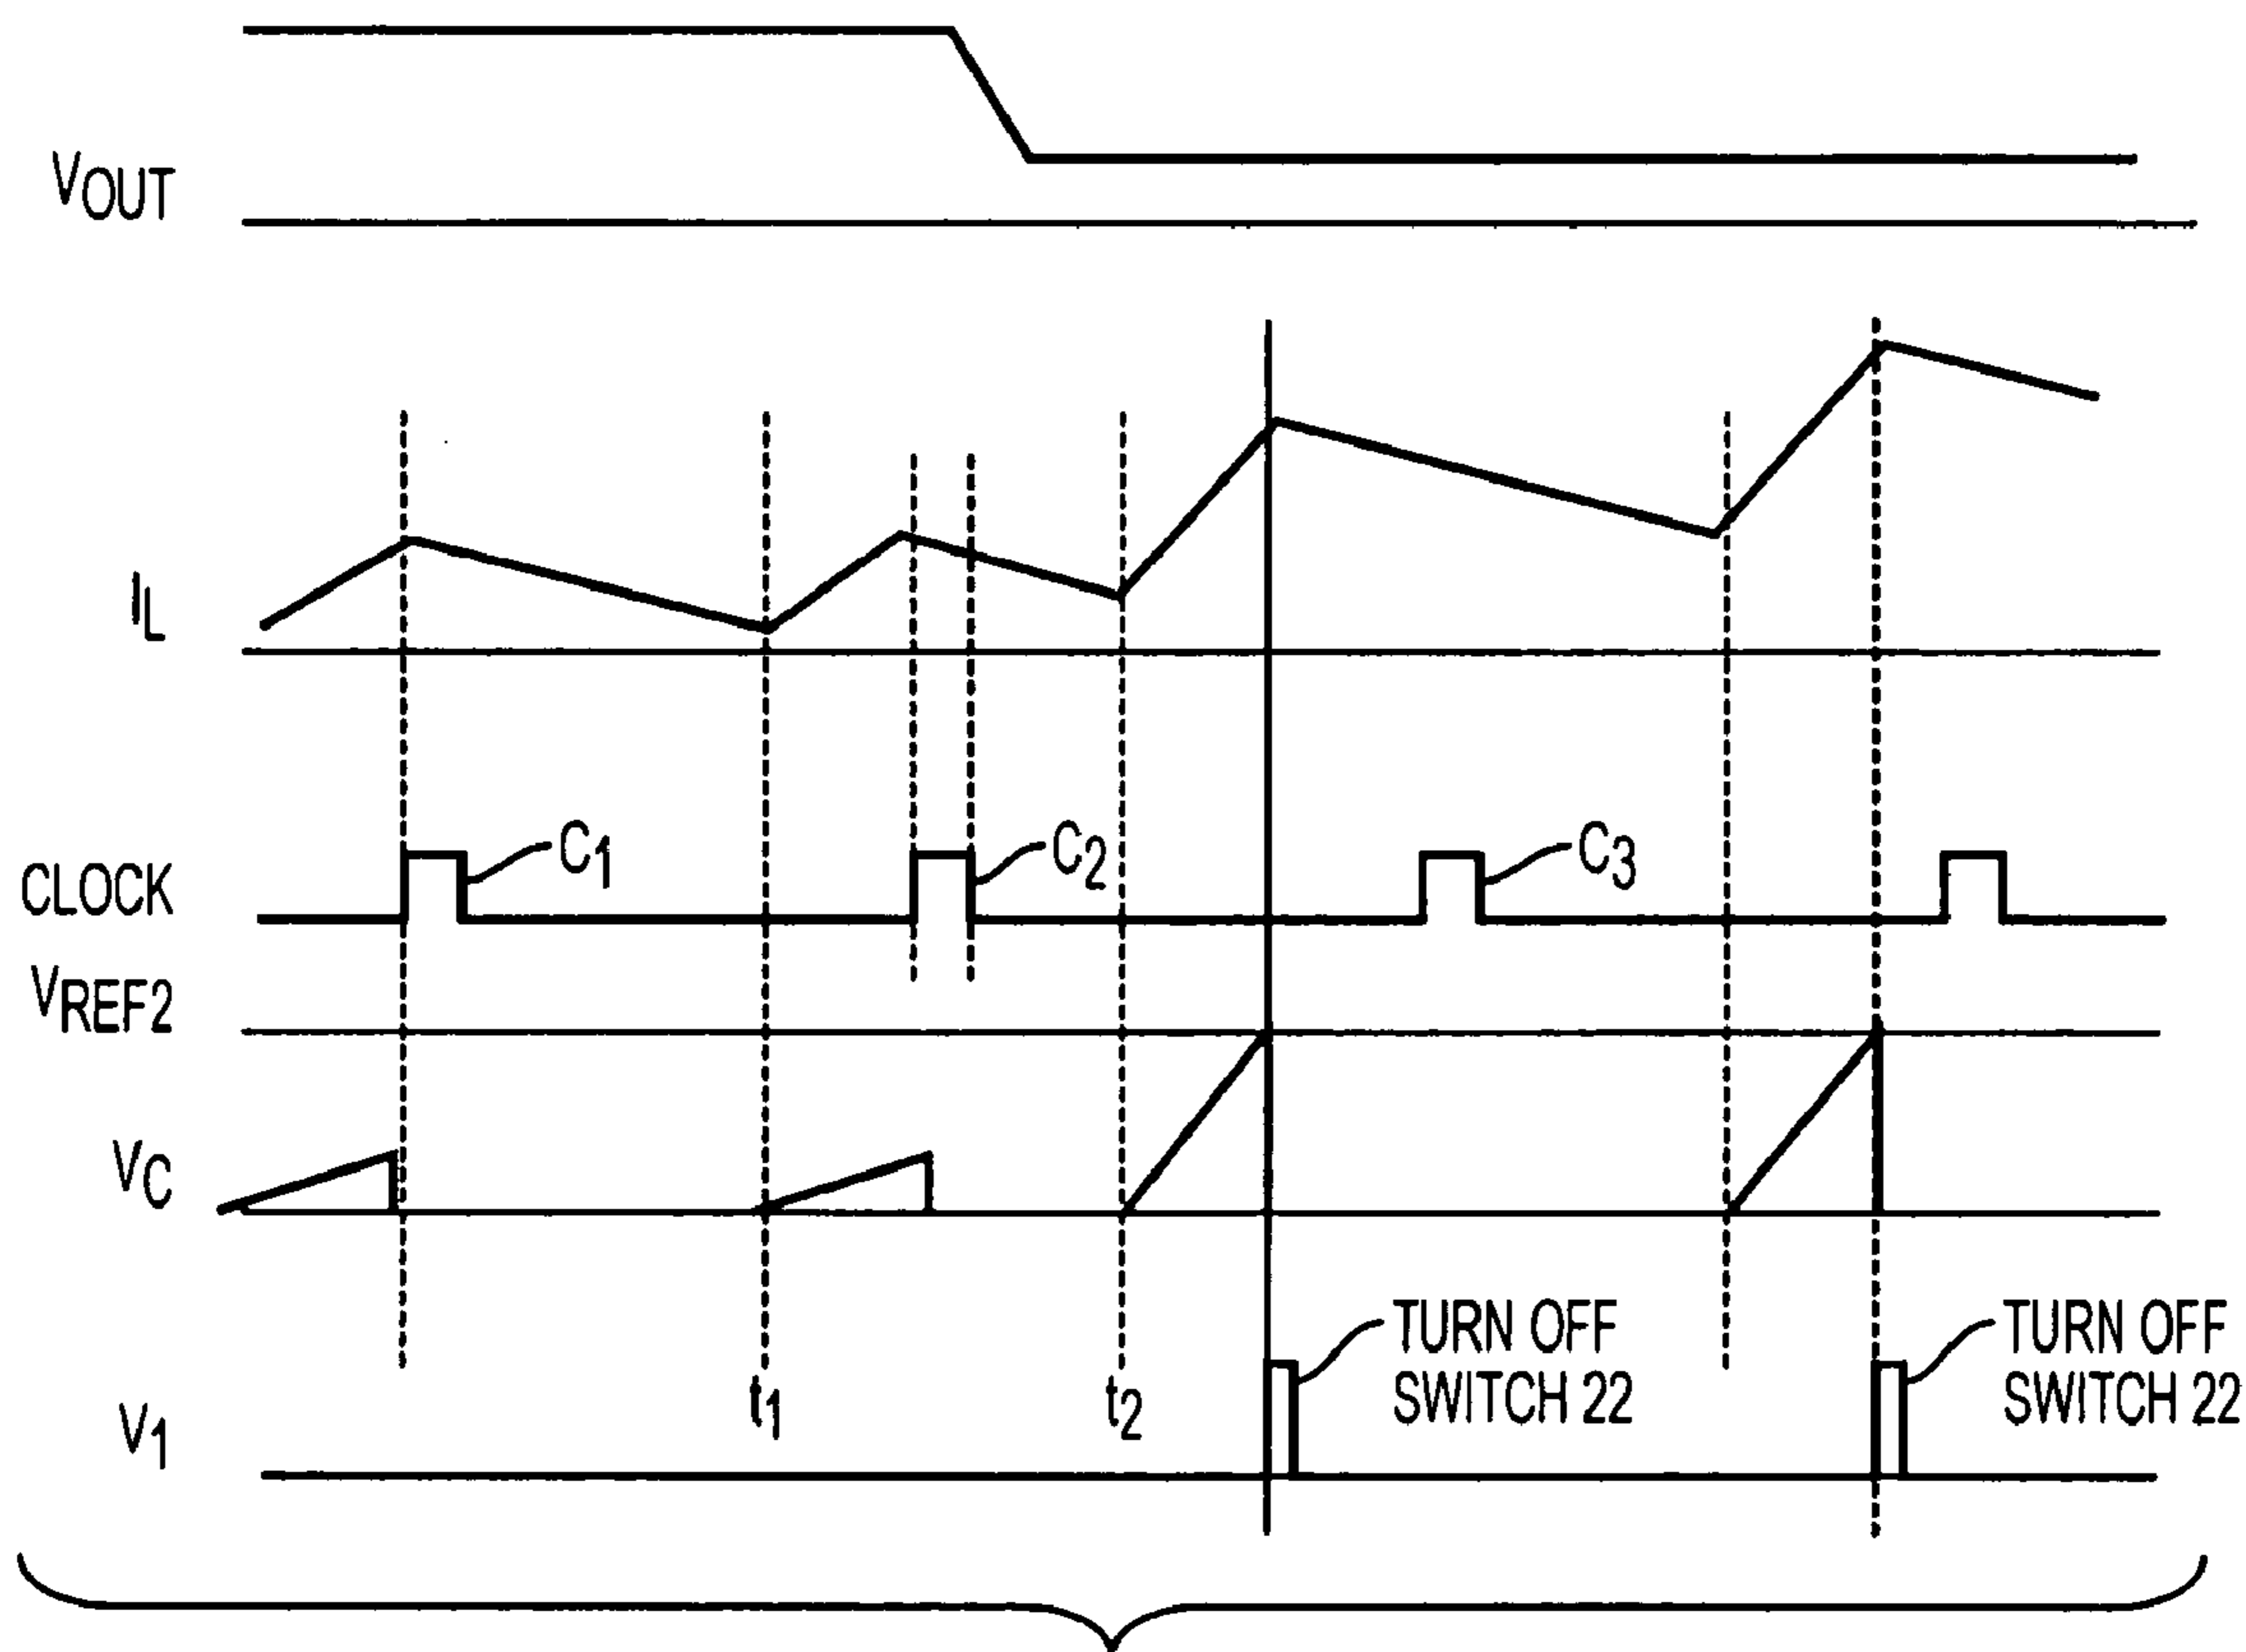 VOUT
IL
CLOCK
C1
C2
C3
VREF2
VC
TURN OFF
SWITCH 22
TURN OFF
SWITCH 22
t1
t2
V1